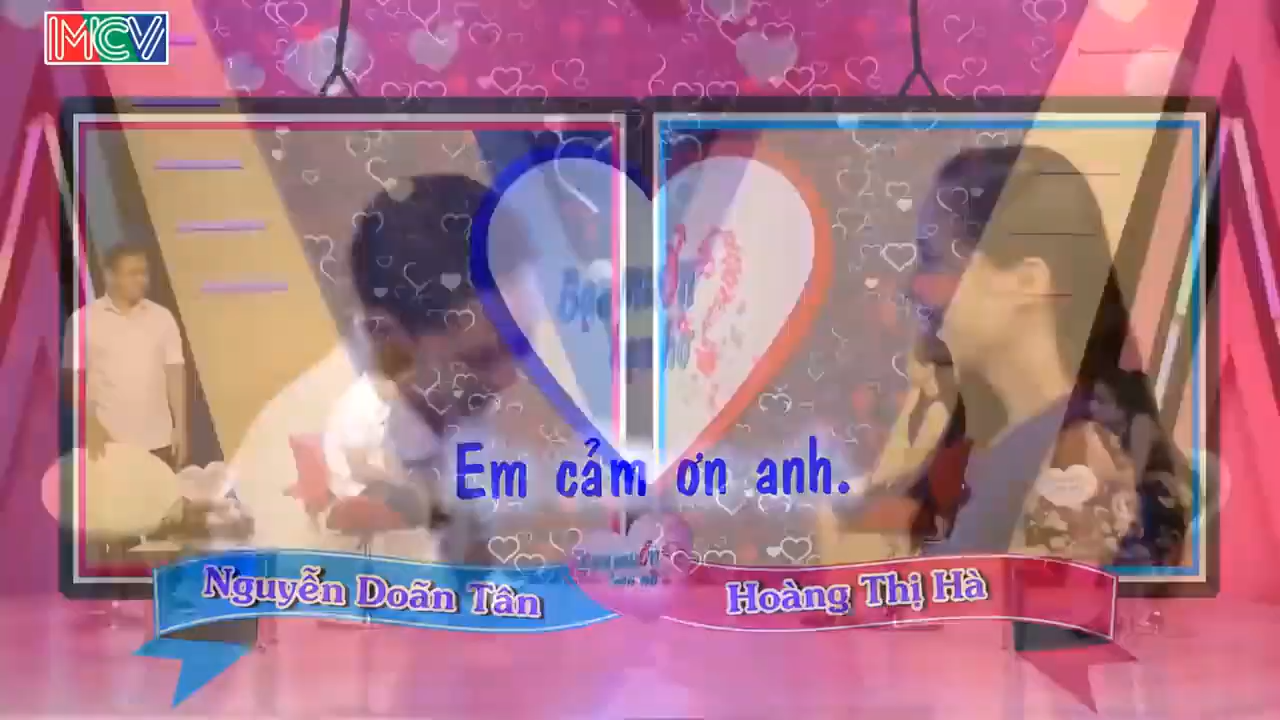 MCV
Em cảm ơn anh.
Nguyễn Doãn Tân
Hoàng Thị Hà